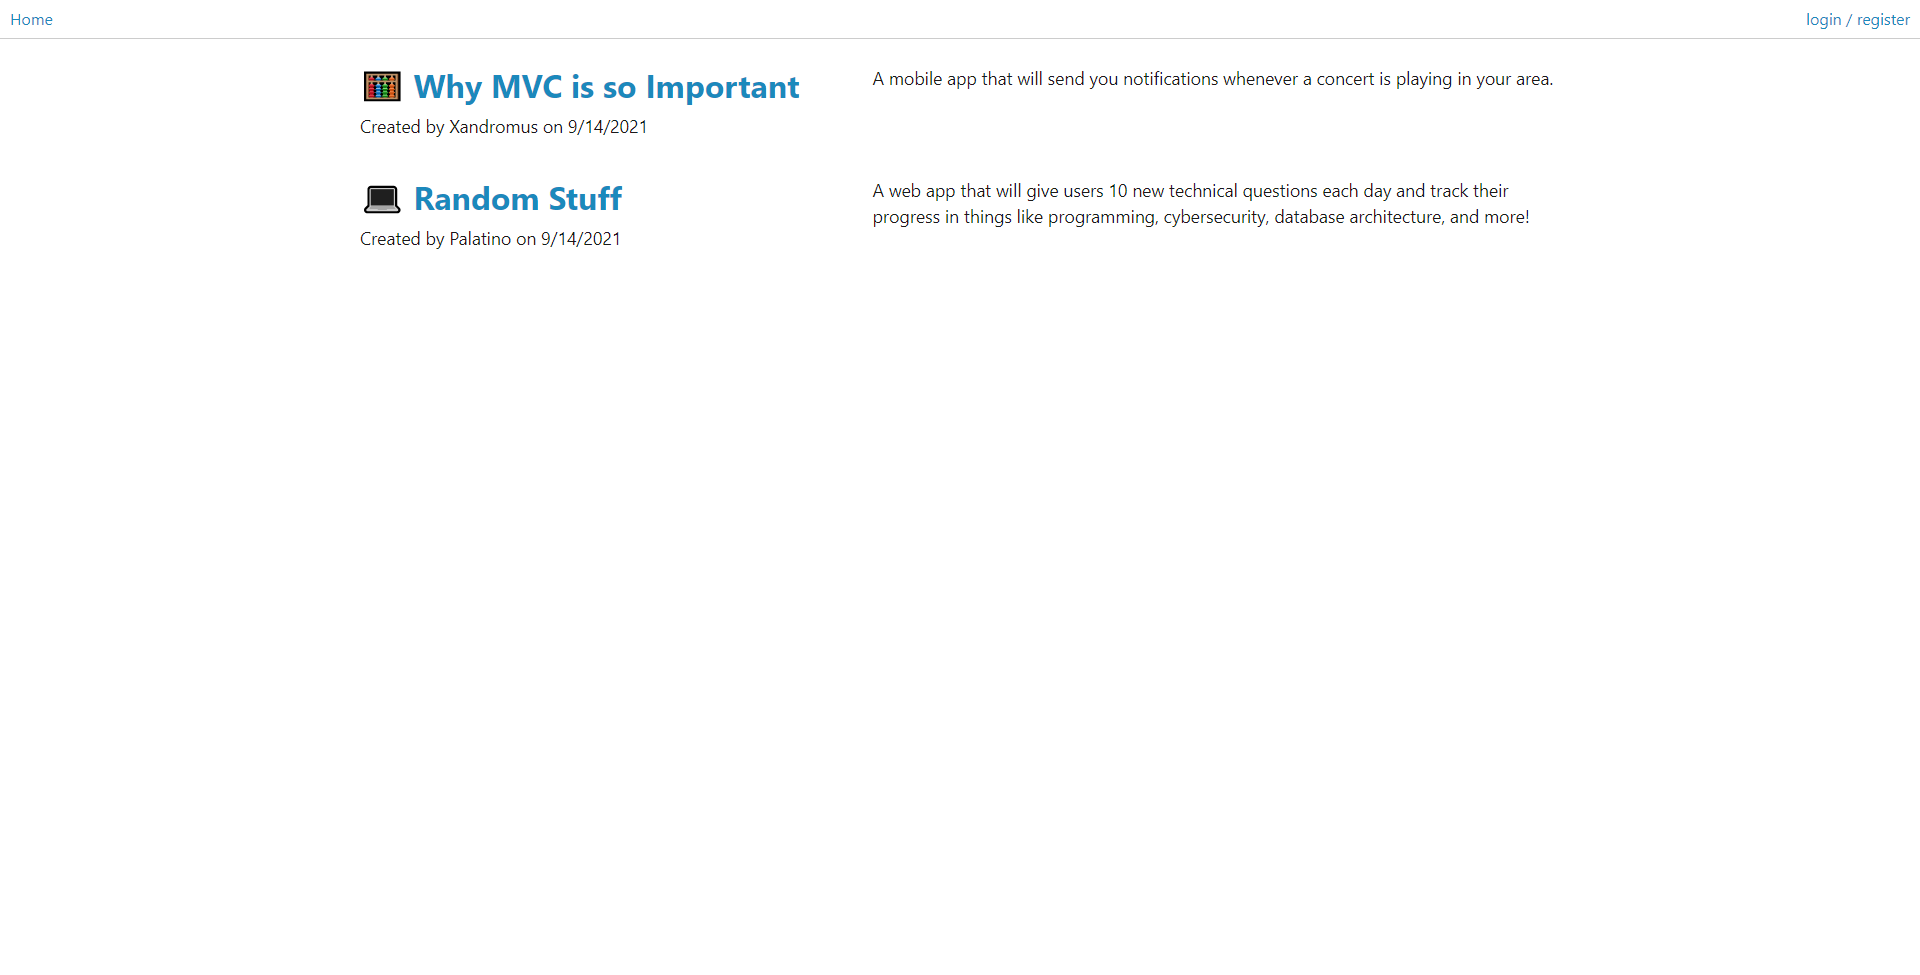 Home
login / register
Why MVC is so Important
Created by Xandromus on 9/14/2021
A mobile app that will send you notifications whenever a concert is playing in your area.
Random Stuff
Created by Palatino on 9/14/2021
A web app that will give users 10 new technical questions each day and track their
progress in things like programming, cybersecurity, database architecture, and more!